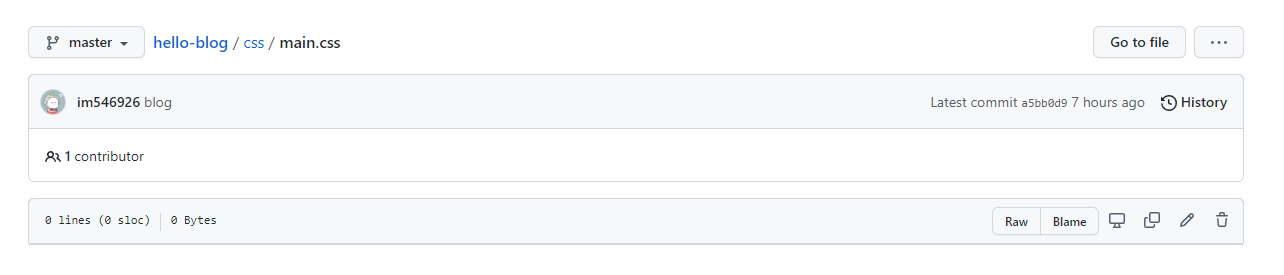 master hello-blog / css / main.css Go to file ...
im546926 blog Latest commit a5bb0d9 7 hours ago History
1 contributor
0 lines (0 sloc) 0 Bytes Raw Blame